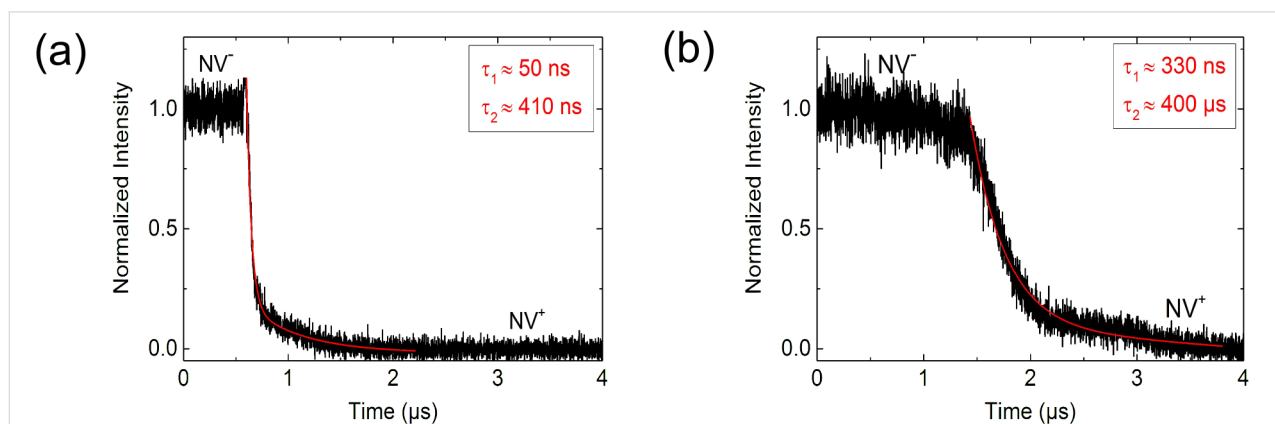 (a)
NV⁻
τ₁ ≈ 50 ns
τ₂ ≈ 410 ns
Normalized Intensity
1.0
0.5
0.0
NV⁺
0 1 2 3 4
Time (µs)
(b)
NV⁻
τ₁ ≈ 330 ns
τ₂ ≈ 400 µs
Normalized Intensity
1.0
0.5
0.0
NV⁺
0 1 2 3 4
Time (µs)